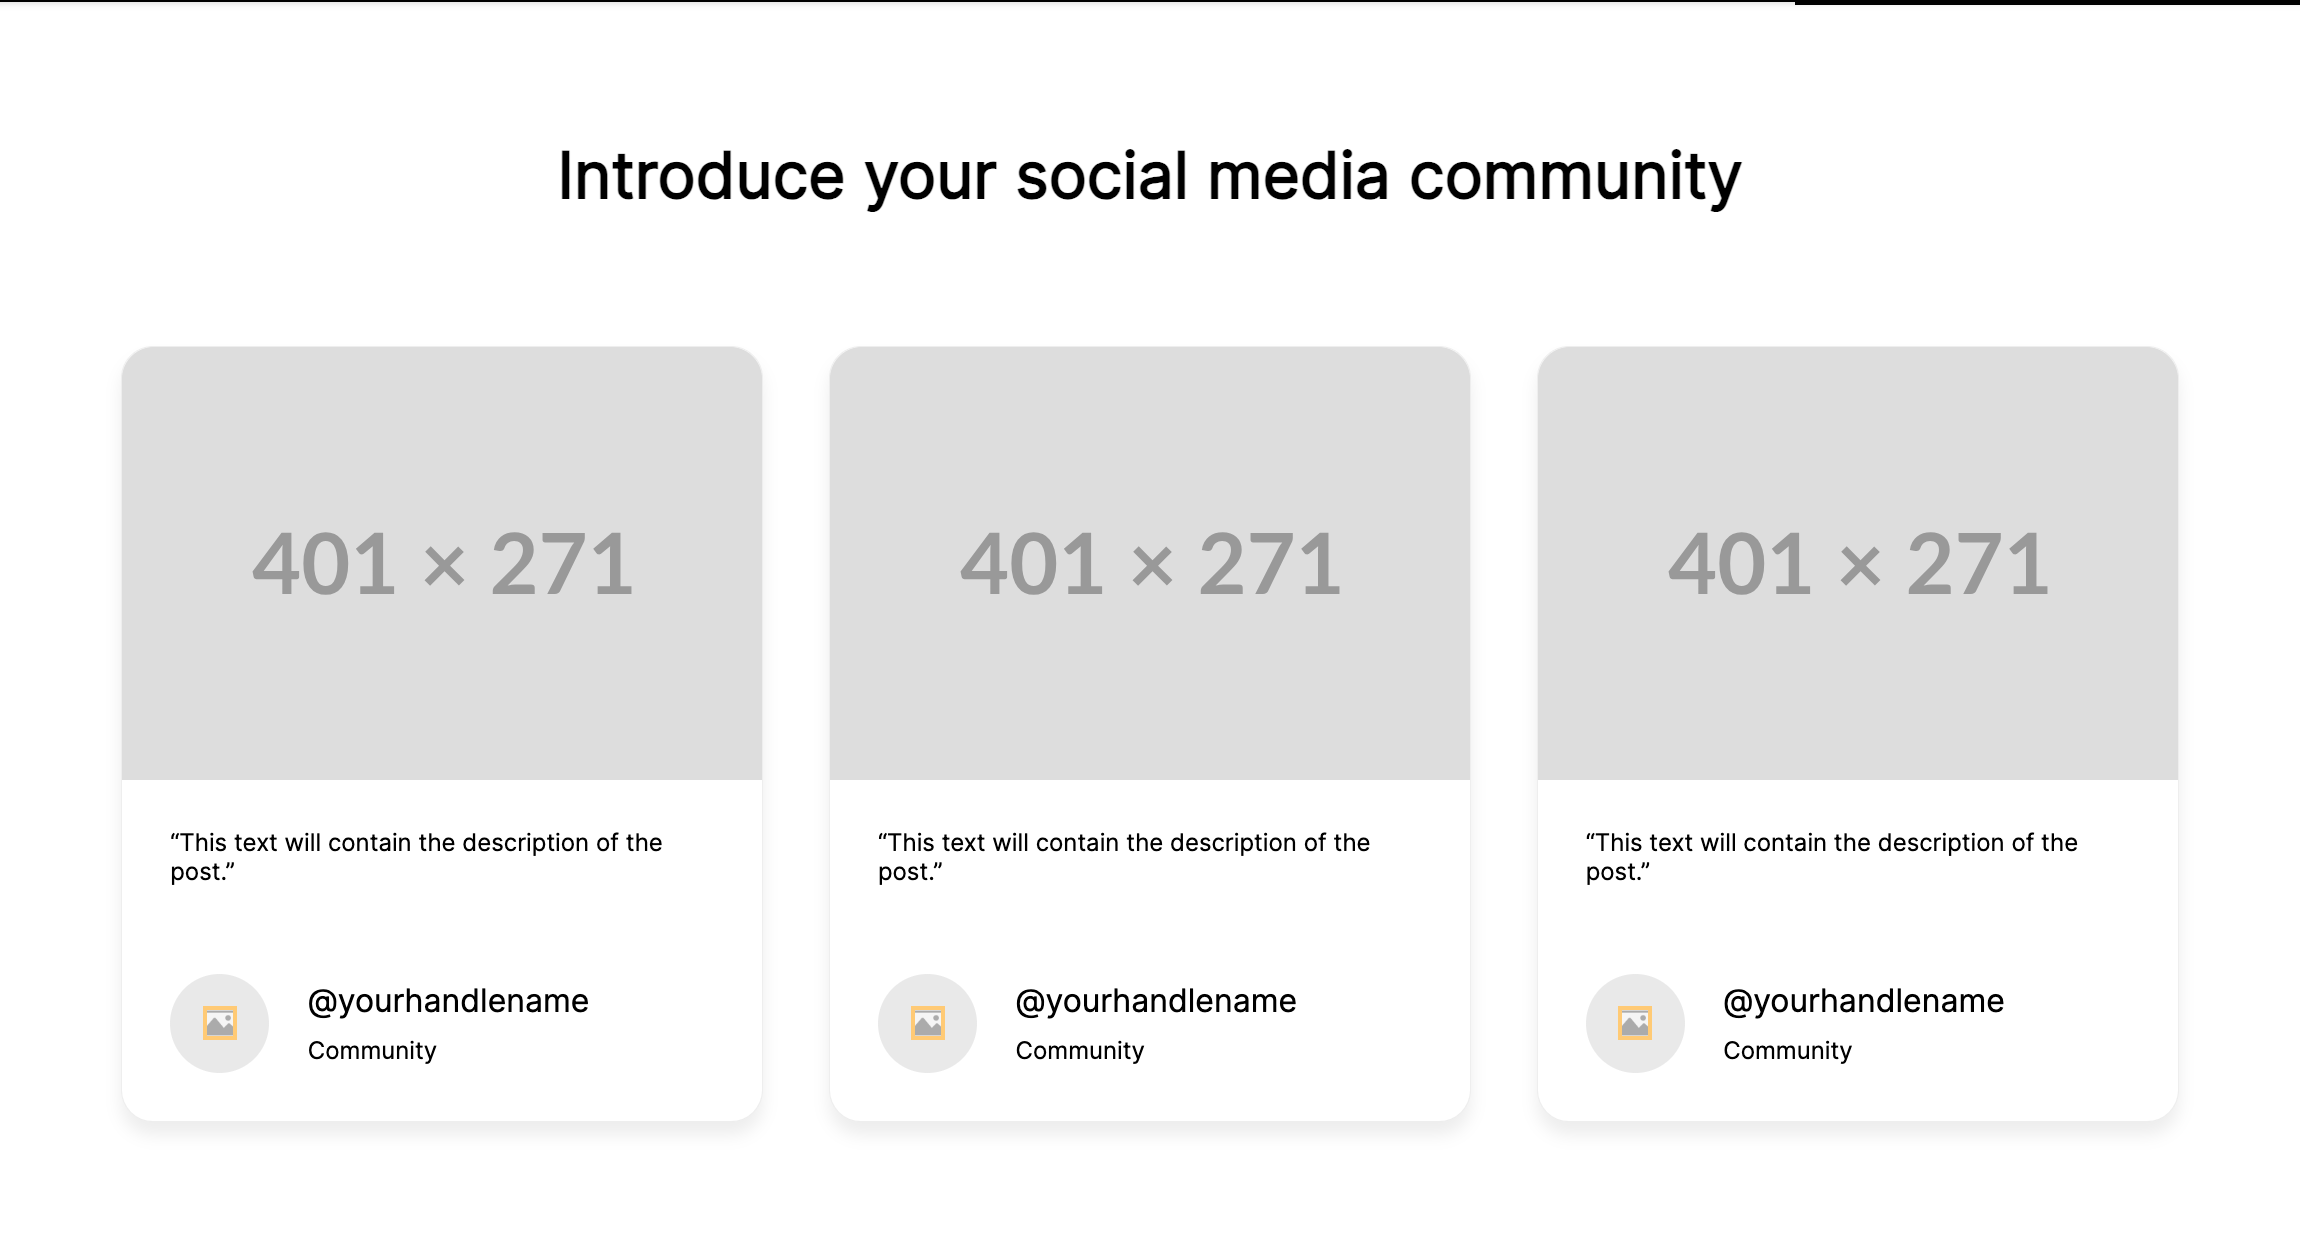 Introduce your social media community
401 × 271
401 × 271
401 × 271
“This text will contain the description of the
post.”
“This text will contain the description of the
post.”
“This text will contain the description of the
post.”
@yourhandlename
Community
@yourhandlename
Community
@yourhandlename
Community